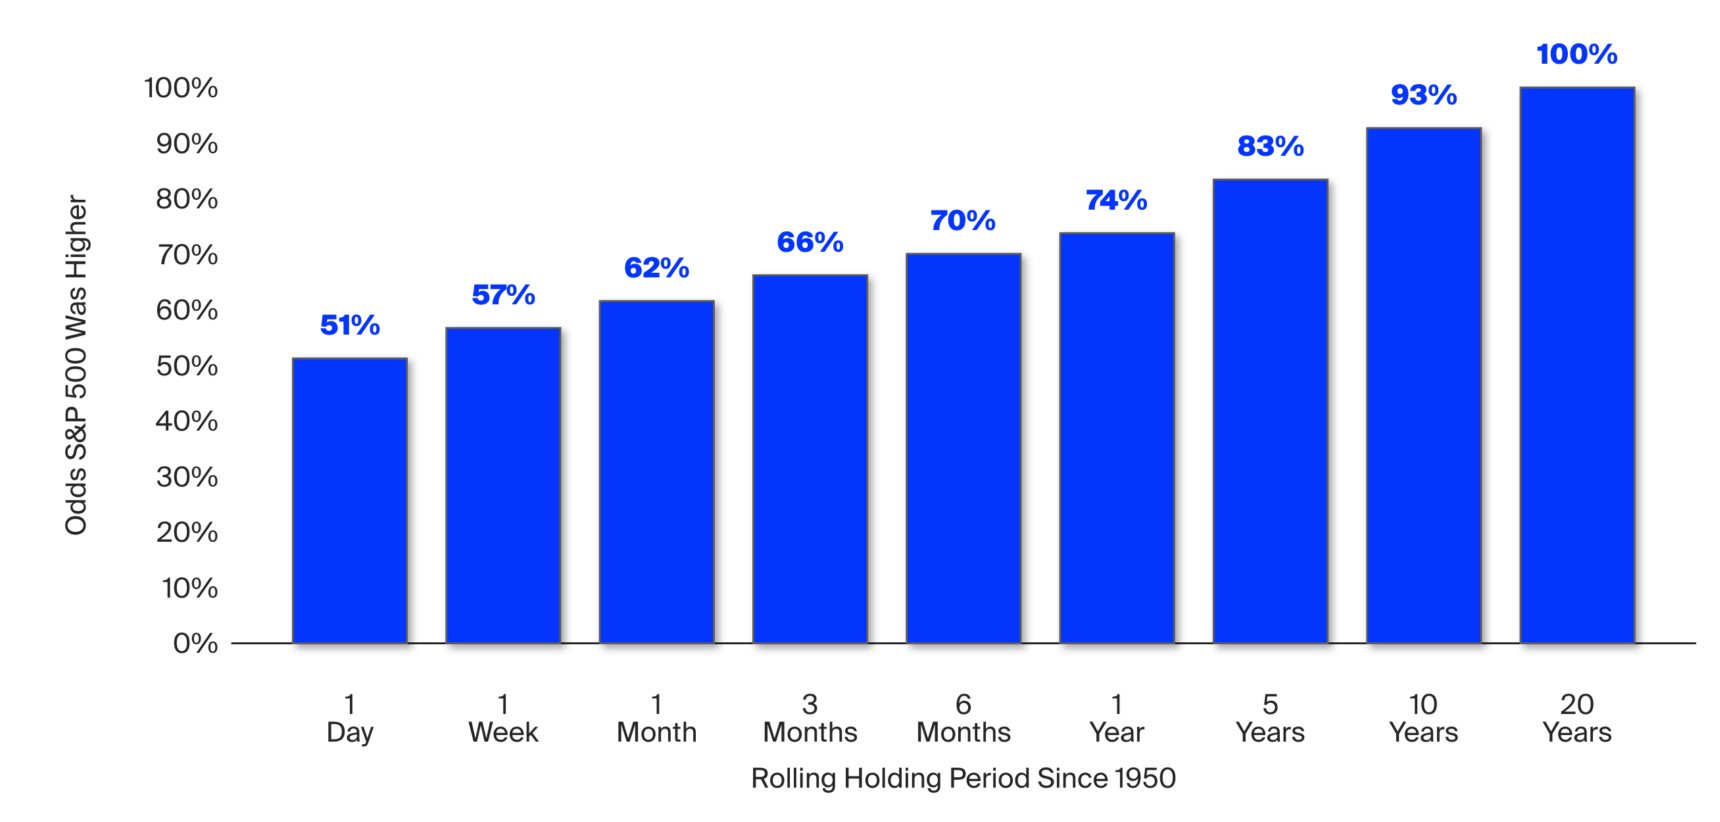 Odds S&P 500 Was Higher
100%
90%
80%
70%
60%
50%
40%
30%
20%
10%
0%
51%
57%
62%
66%
70%
74%
83%
93%
100%
1
Day
1
Week
1
Month
3
Months
6
Months
1
Year
5
Years
10
Years
20
Years
Rolling Holding Period Since 1950